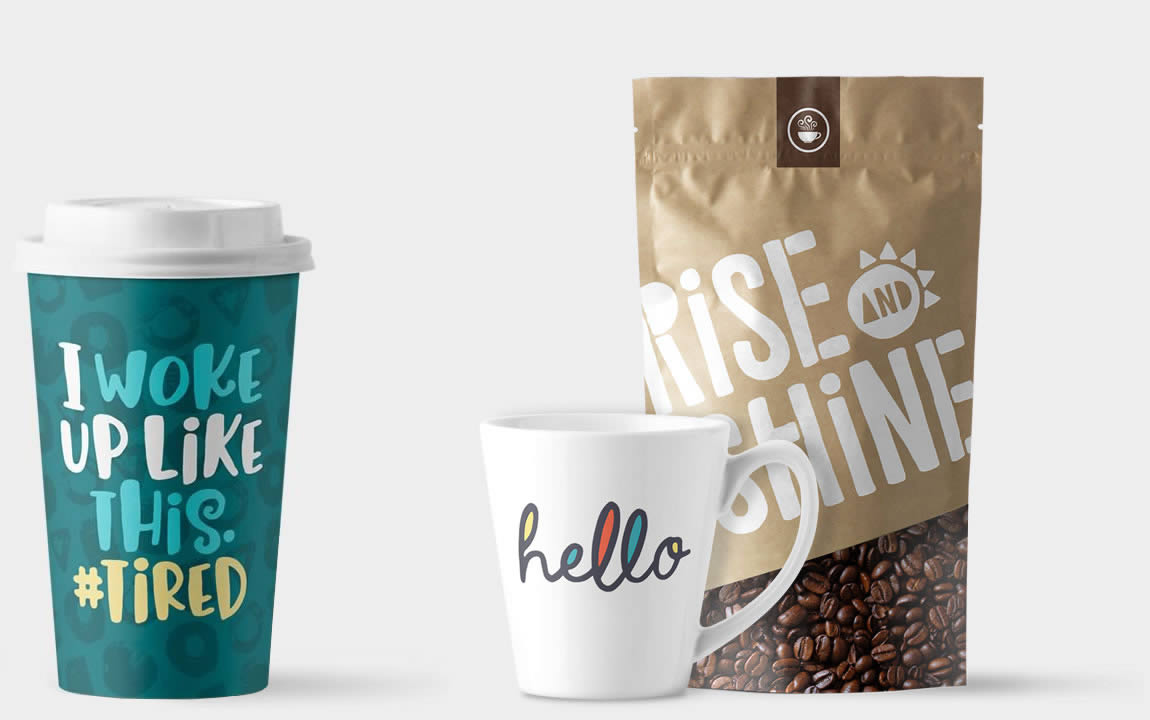 I WOKE
UP LiKE
THiS.
#TiRED
hello
RiSE AND
SHiNE